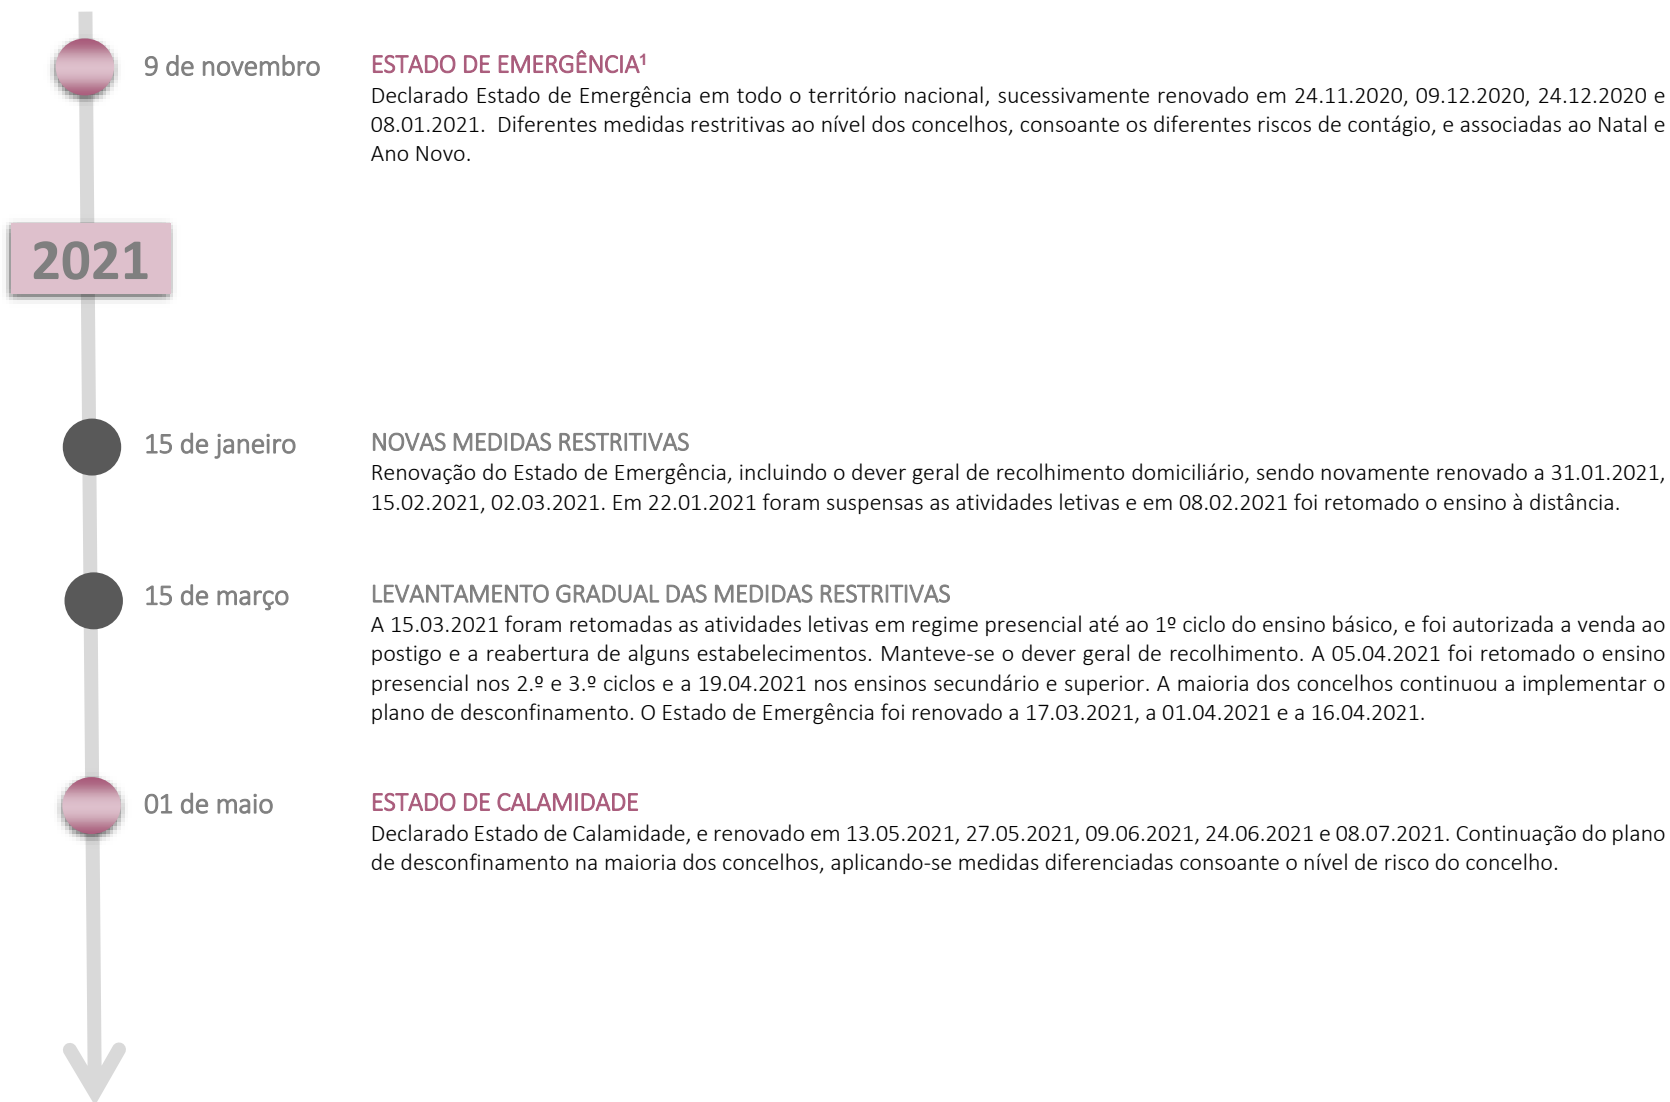 9 de novembro
ESTADO DE EMERGÊNCIA¹
Declarado Estado de Emergência em todo o território nacional, sucessivamente renovado em 24.11.2020, 09.12.2020, 24.12.2020 e
08.01.2021.  Diferentes medidas restritivas ao nível dos concelhos, consoante os diferentes riscos de contágio, e associadas ao Natal e
Ano Novo.
2021
15 de janeiro
NOVAS MEDIDAS RESTRITIVAS
Renovação do Estado de Emergência, incluindo o dever geral de recolhimento domiciliário, sendo novamente renovado a 31.01.2021,
15.02.2021, 02.03.2021. Em 22.01.2021 foram suspensas as atividades letivas e em 08.02.2021 foi retomado o ensino à distância.
15 de março
LEVANTAMENTO GRADUAL DAS MEDIDAS RESTRITIVAS
A 15.03.2021 foram retomadas as atividades letivas em regime presencial até ao 1º ciclo do ensino básico, e foi autorizada a venda ao
postigo e a reabertura de alguns estabelecimentos. Manteve-se o dever geral de recolhimento. A 05.04.2021 foi retomado o ensino
presencial nos 2.º e 3.º ciclos e a 19.04.2021 nos ensinos secundário e superior. A maioria dos concelhos continuou a implementar o
plano de desconfinamento. O Estado de Emergência foi renovado a 17.03.2021, a 01.04.2021 e a 16.04.2021.
01 de maio
ESTADO DE CALAMIDADE
Declarado Estado de Calamidade, e renovado em 13.05.2021, 27.05.2021, 09.06.2021, 24.06.2021 e 08.07.2021. Continuação do plano
de desconfinamento na maioria dos concelhos, aplicando-se medidas diferenciadas consoante o nível de risco do concelho.